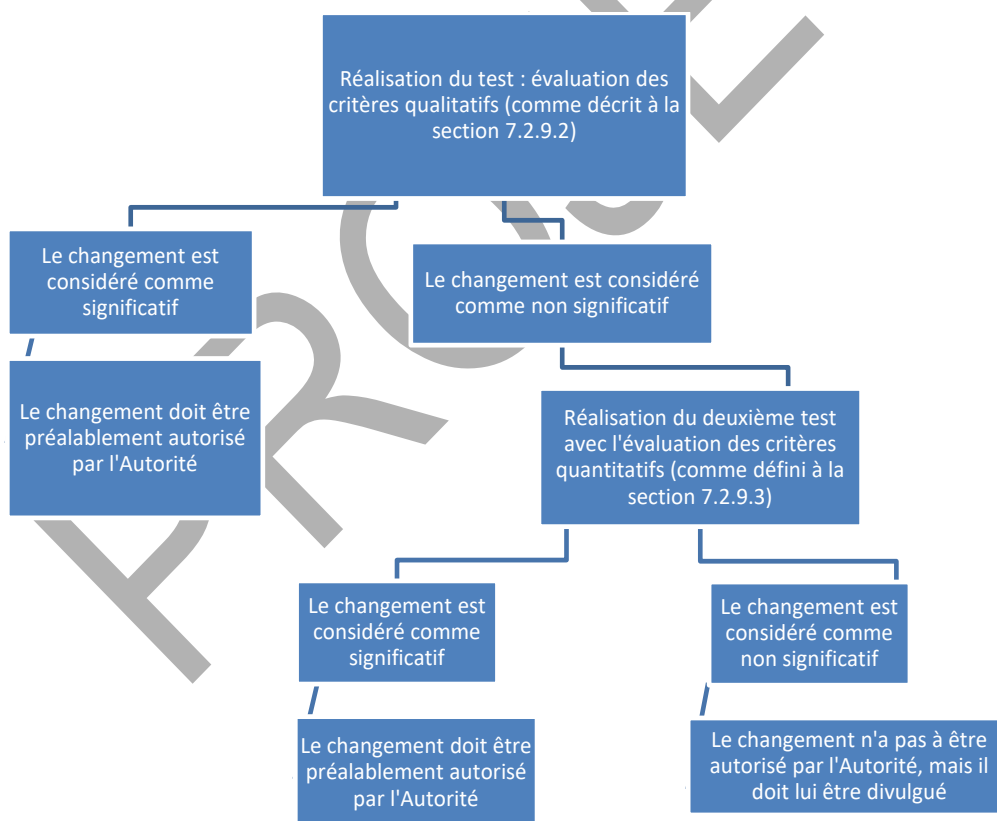 Réalisation du test : évaluation des
critères qualitatifs (comme décrit à la
section 7.2.9.2)
Le changement est
considéré comme
significatif
Le changement est considéré
comme non significatif
Le changement doit être
préalablement autorisé
par l'Autorité
Réalisation du deuxième test
avec l'évaluation des critères
quantitatifs (comme défini à la
section 7.2.9.3)
Le changement est
considéré comme
significatif
Le changement est
considéré comme
non significatif
Le changement doit être
préalablement autorisé
par l'Autorité
Le changement n'a pas à être
autorisé par l'Autorité, mais il
doit lui être divulgué